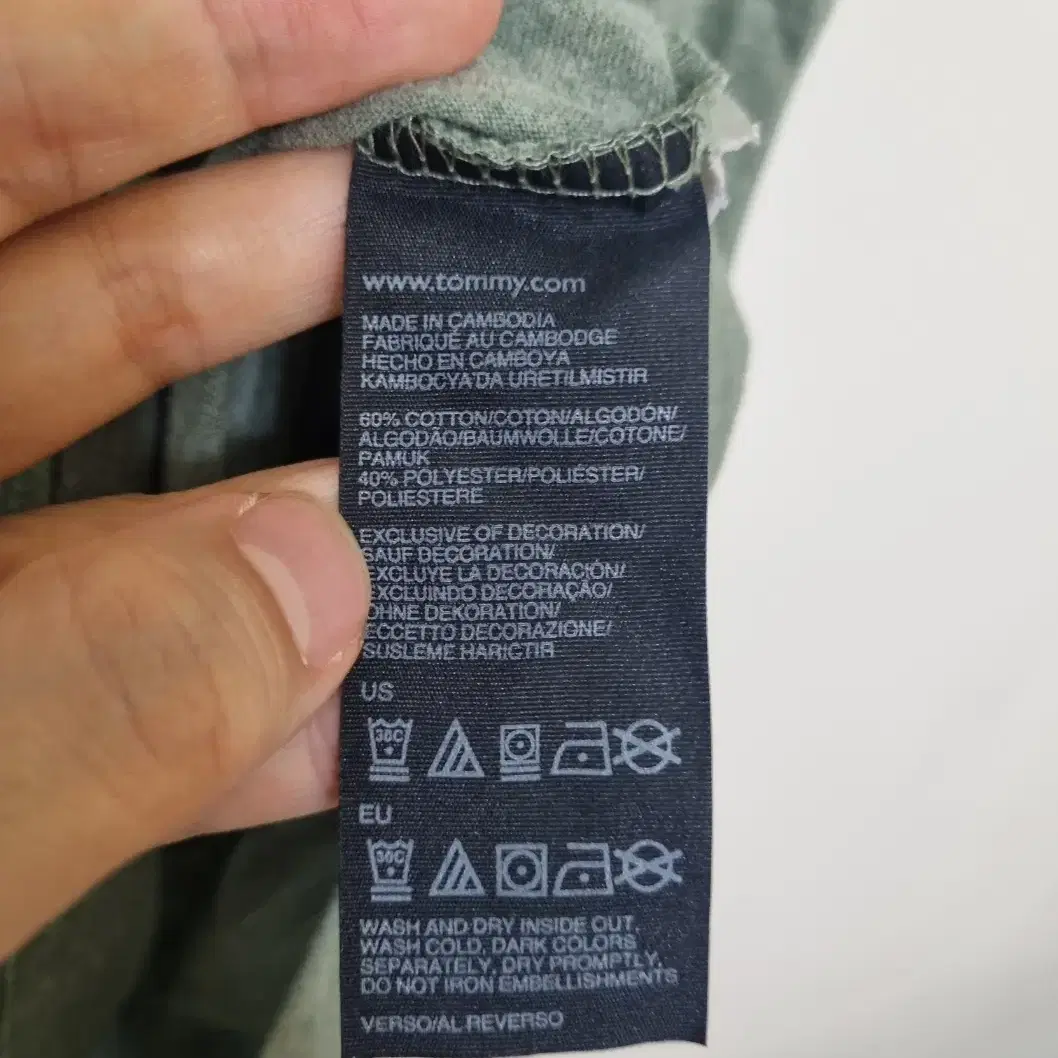 www.tommy.com
MADE IN CAMBODIA
FABRIQUÉ AU CAMBODGE
HECHO EN CAMBOYA
KAMBOCYA'DA URETILMISTIR
60% COTTON/COTON/ALGODÓN/
ALGODÃO/BAUMWOLLE/COTONE/
PAMUK
40% POLYESTER/POLIÉSTER/
POLIESTERE
EXCLUSIVE OF DECORATION/
SAUF DÉCORATION/
EXCLUYE LA DECORACIÓN/
EXCLUINDO DECORAÇÃO/
OHNE DEKORATION/
ECCETTO DECORAZIONE/
SUSLEME HARICTIR
US
30C
EU
30C
WASH AND DRY INSIDE OUT,
WASH COLD, DARK COLORS
SEPARATELY, DRY PROMPTLY,
DO NOT IRON EMBELLISHMENTS
VERSO/AL REVERSO